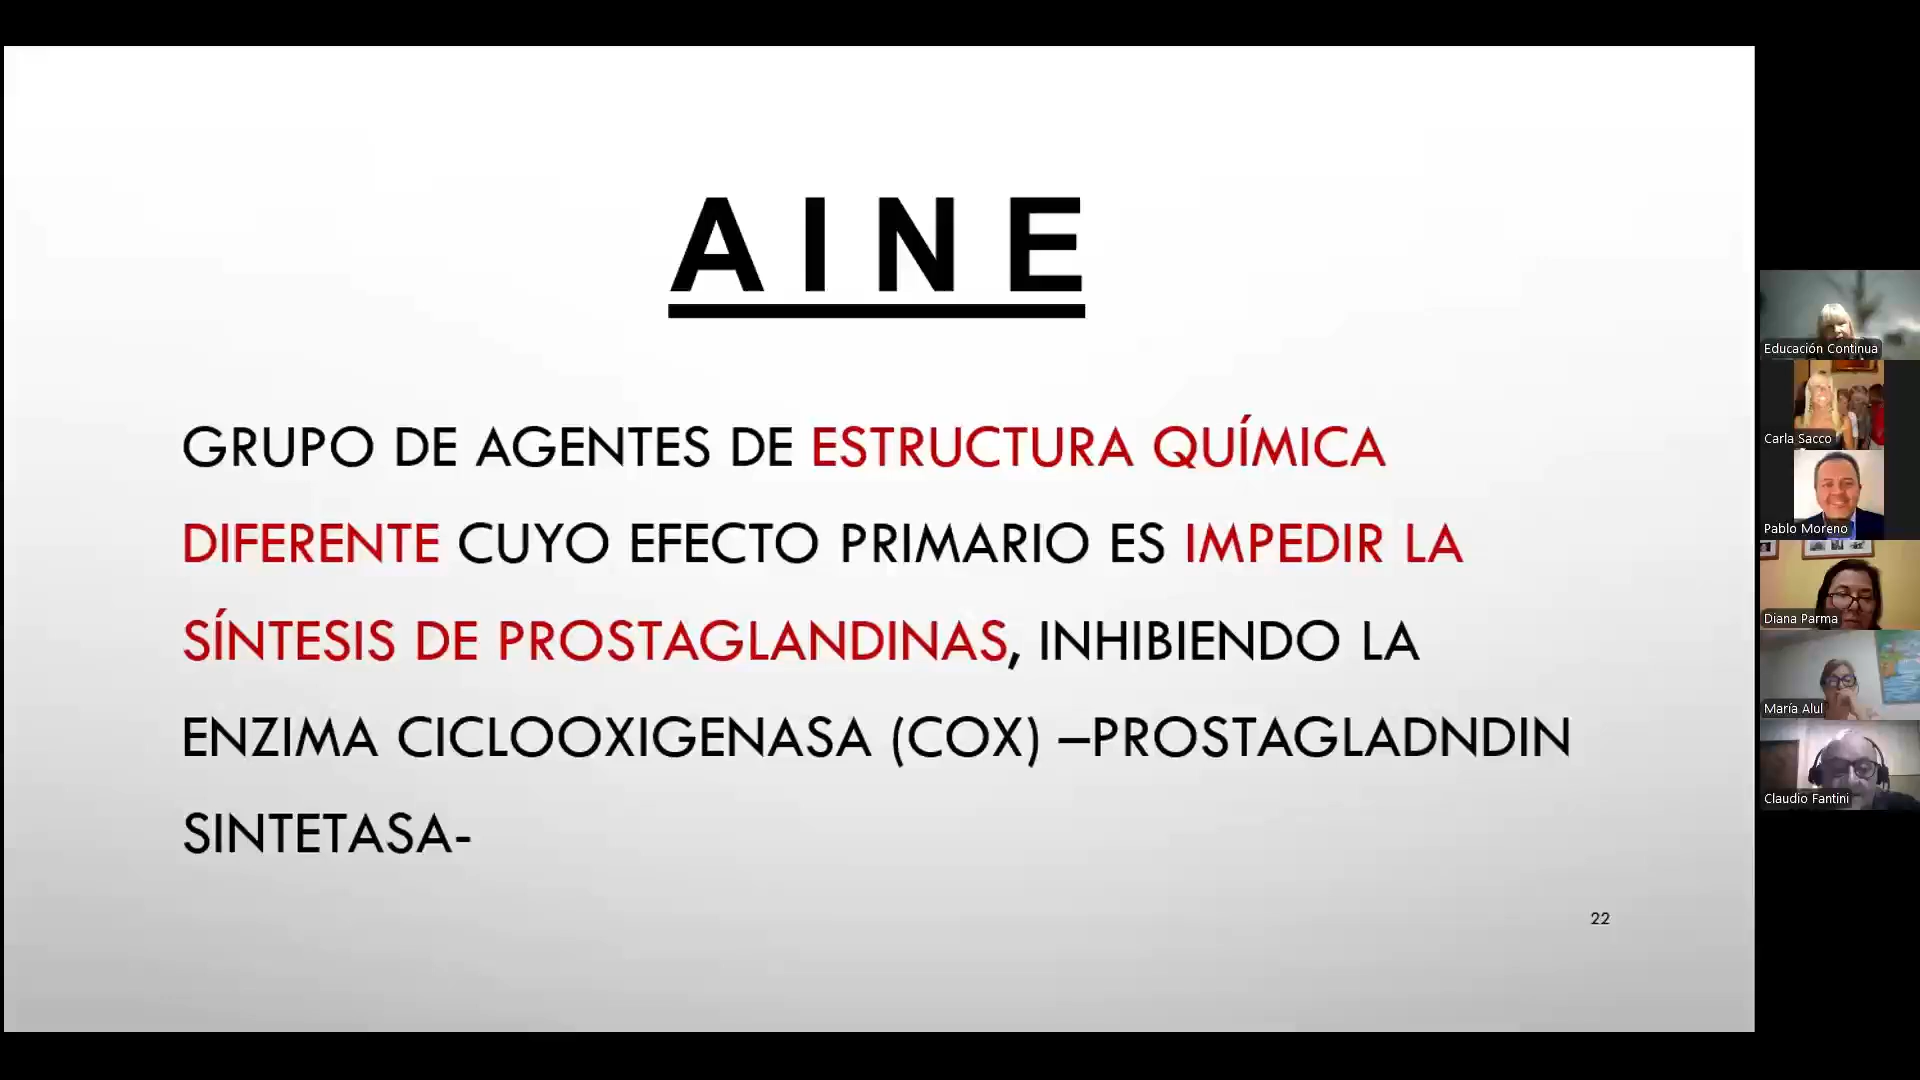 A I N E
GRUPO DE AGENTES DE ESTRUCTURA QUÍMICA
DIFERENTE CUYO EFECTO PRIMARIO ES IMPEDIR LA
SÍNTESIS DE PROSTAGLANDINAS, INHIBIENDO LA
ENZIMA CICLOOXIGENASA (COX) –PROSTAGLADNDIN
SINTETASA-
22
Educación Continua
Carla Sacco
Pablo Moreno
Diana Parma
María Alul
Claudio Fantini